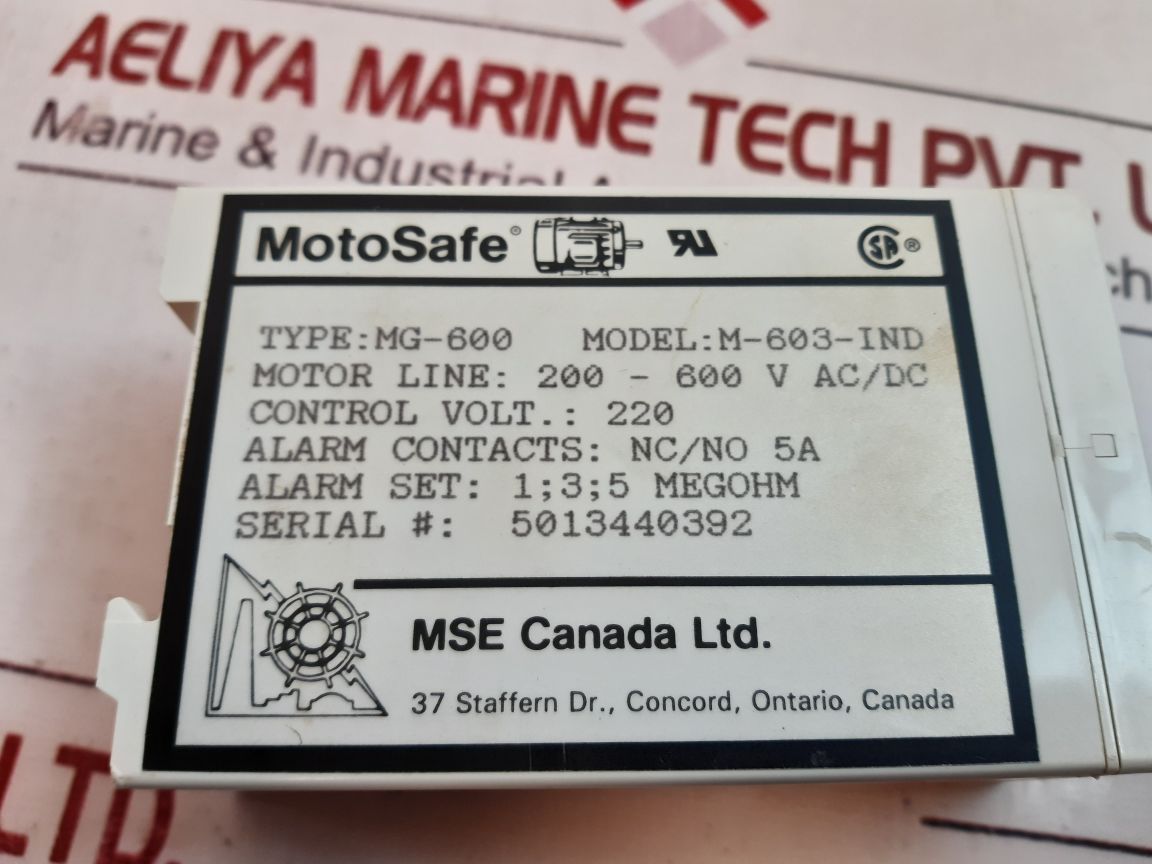 AELIYA MARINE TECH PVT.
Marine & Industrial
MotoSafe®
SA®
TYPE:MG-600 MODEL:M-603-IND
MOTOR LINE: 200 - 600 V AC/DC
CONTROL VOLT.: 220
ALARM CONTACTS: NC/NO 5A
ALARM SET: 1;3;5 MEGOHM
SERIAL #: 5013440392
MSE Canada Ltd.
37 Staffern Dr., Concord, Ontario, Canada
LTD.